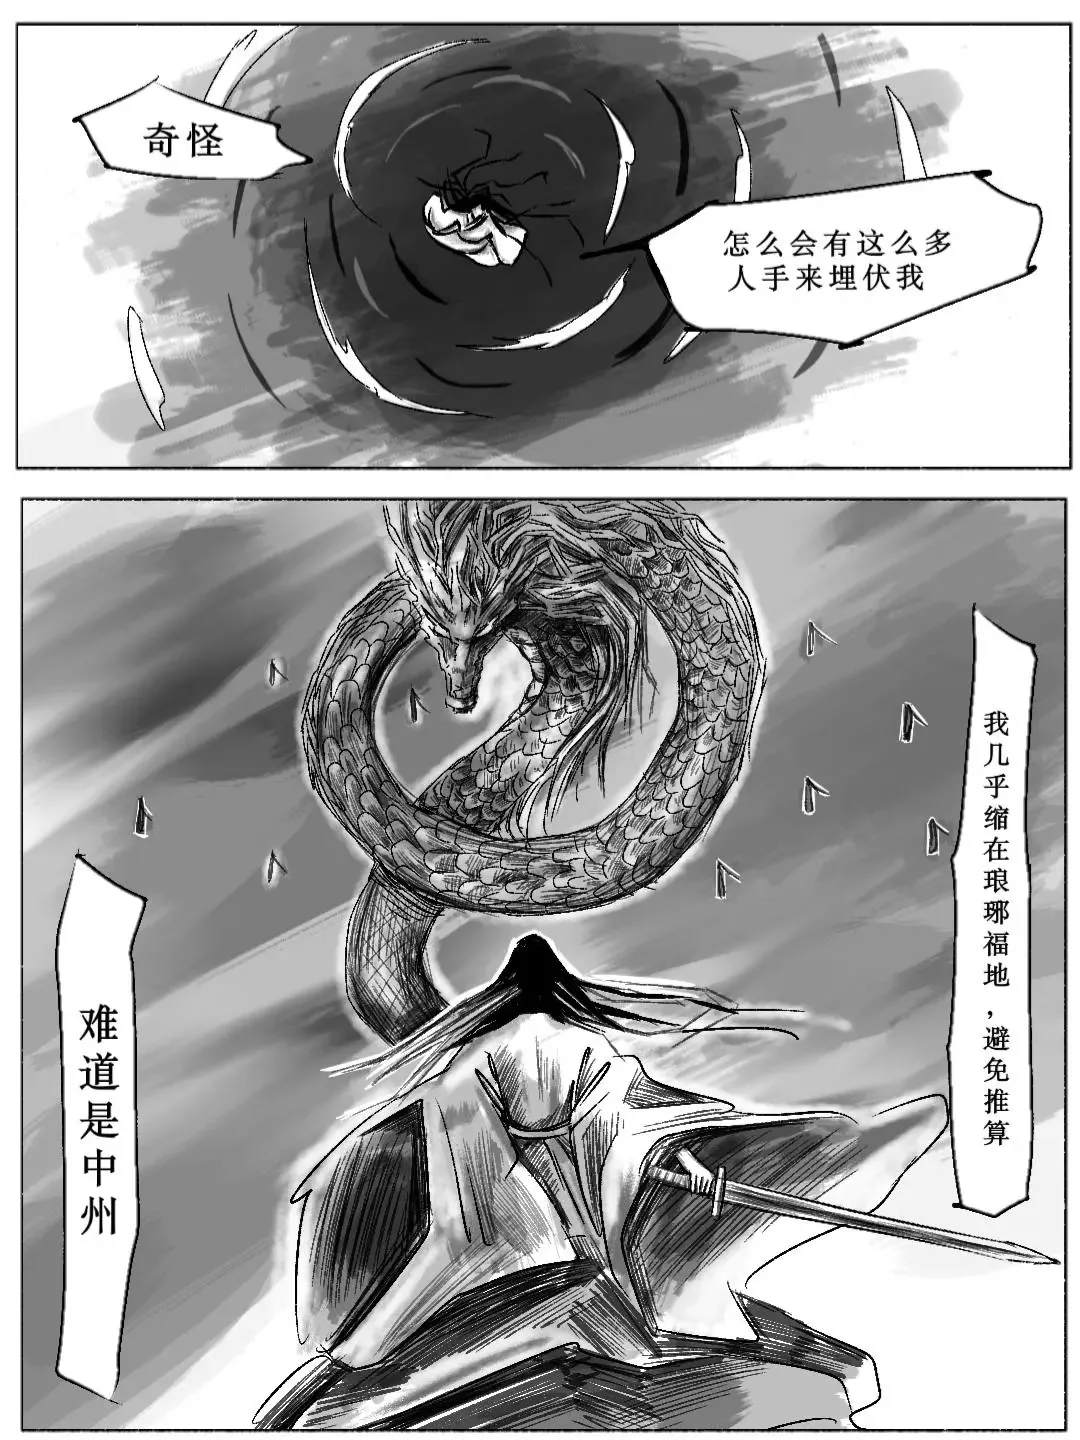 奇怪
怎么会有这么多
人手来埋伏我
我几乎缩在琅琊福地，避免推算
难道是中州